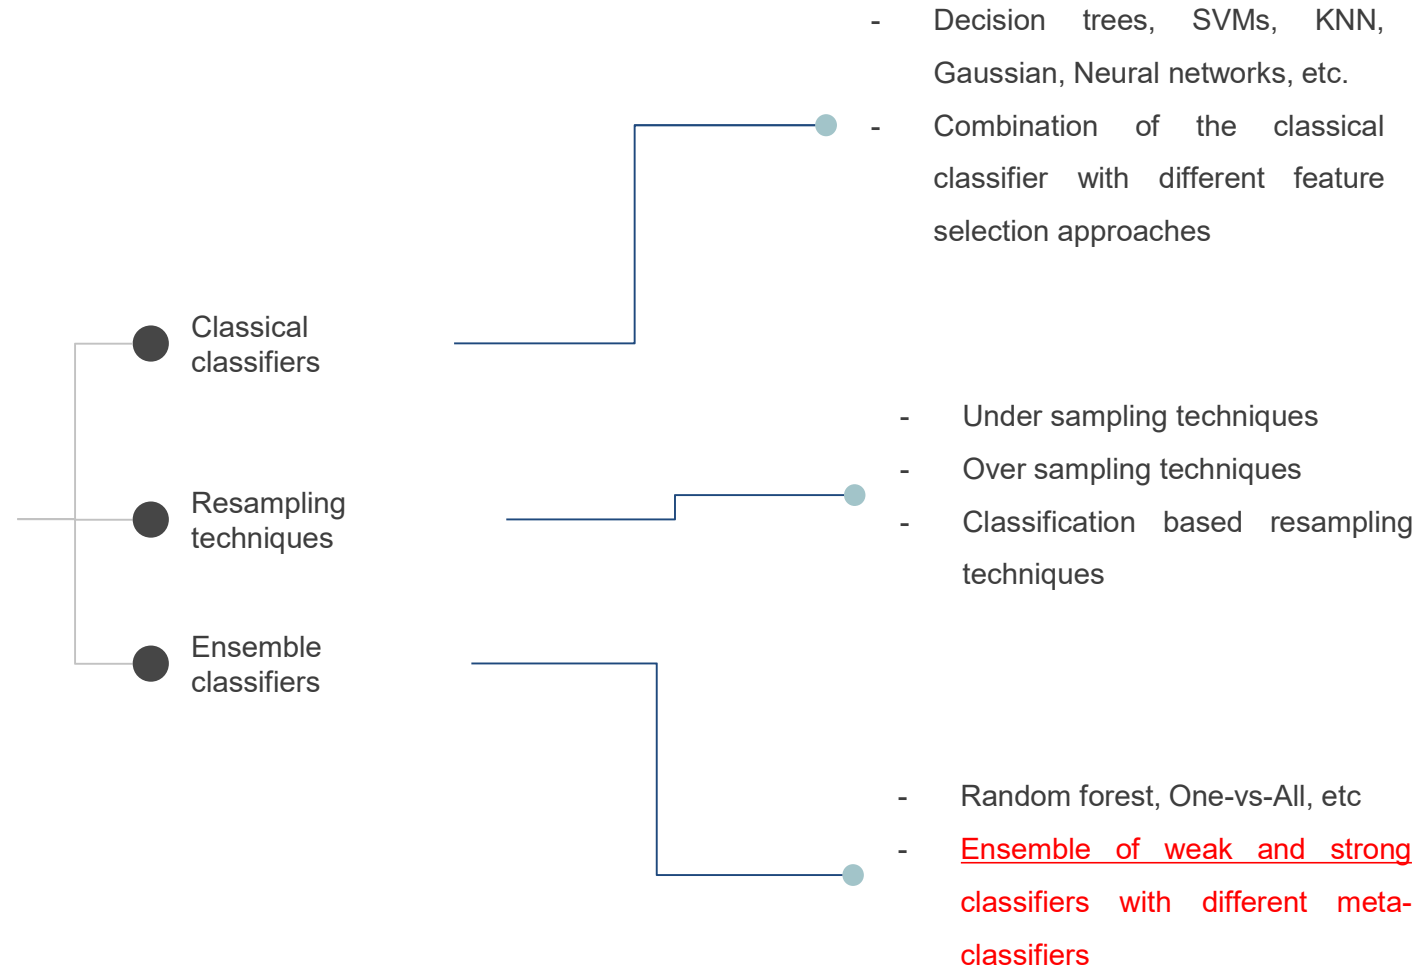 - Decision trees, SVMs, KNN,
Gaussian, Neural networks, etc.
- Combination of the classical
classifier with different feature
selection approaches
Classical
classifiers
- Under sampling techniques
- Over sampling techniques
- Classification based resampling
techniques
Resampling
techniques
Ensemble
classifiers
- Random forest, One-vs-All, etc
- Ensemble of weak and strong
classifiers with different meta-
classifiers